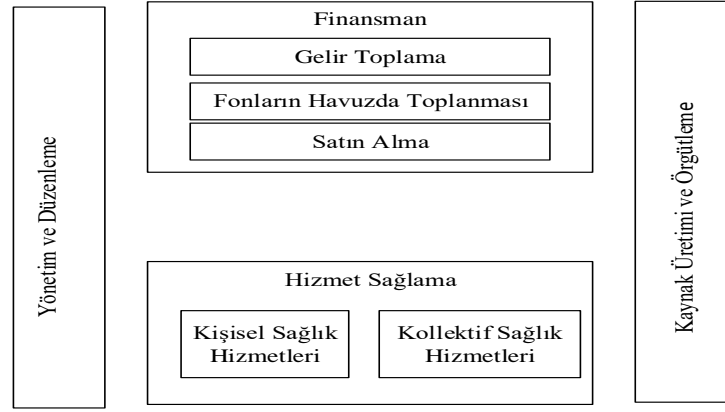 Yönetim ve Düzenleme
Finansman
Gelir Toplama
Fonların Havuzda Toplanması
Satın Alma
Hizmet Sağlama
Kişisel Sağlık
Hizmetleri
Kollektif Sağlık
Hizmetleri
Kaynak Üretimi ve Örgütleme